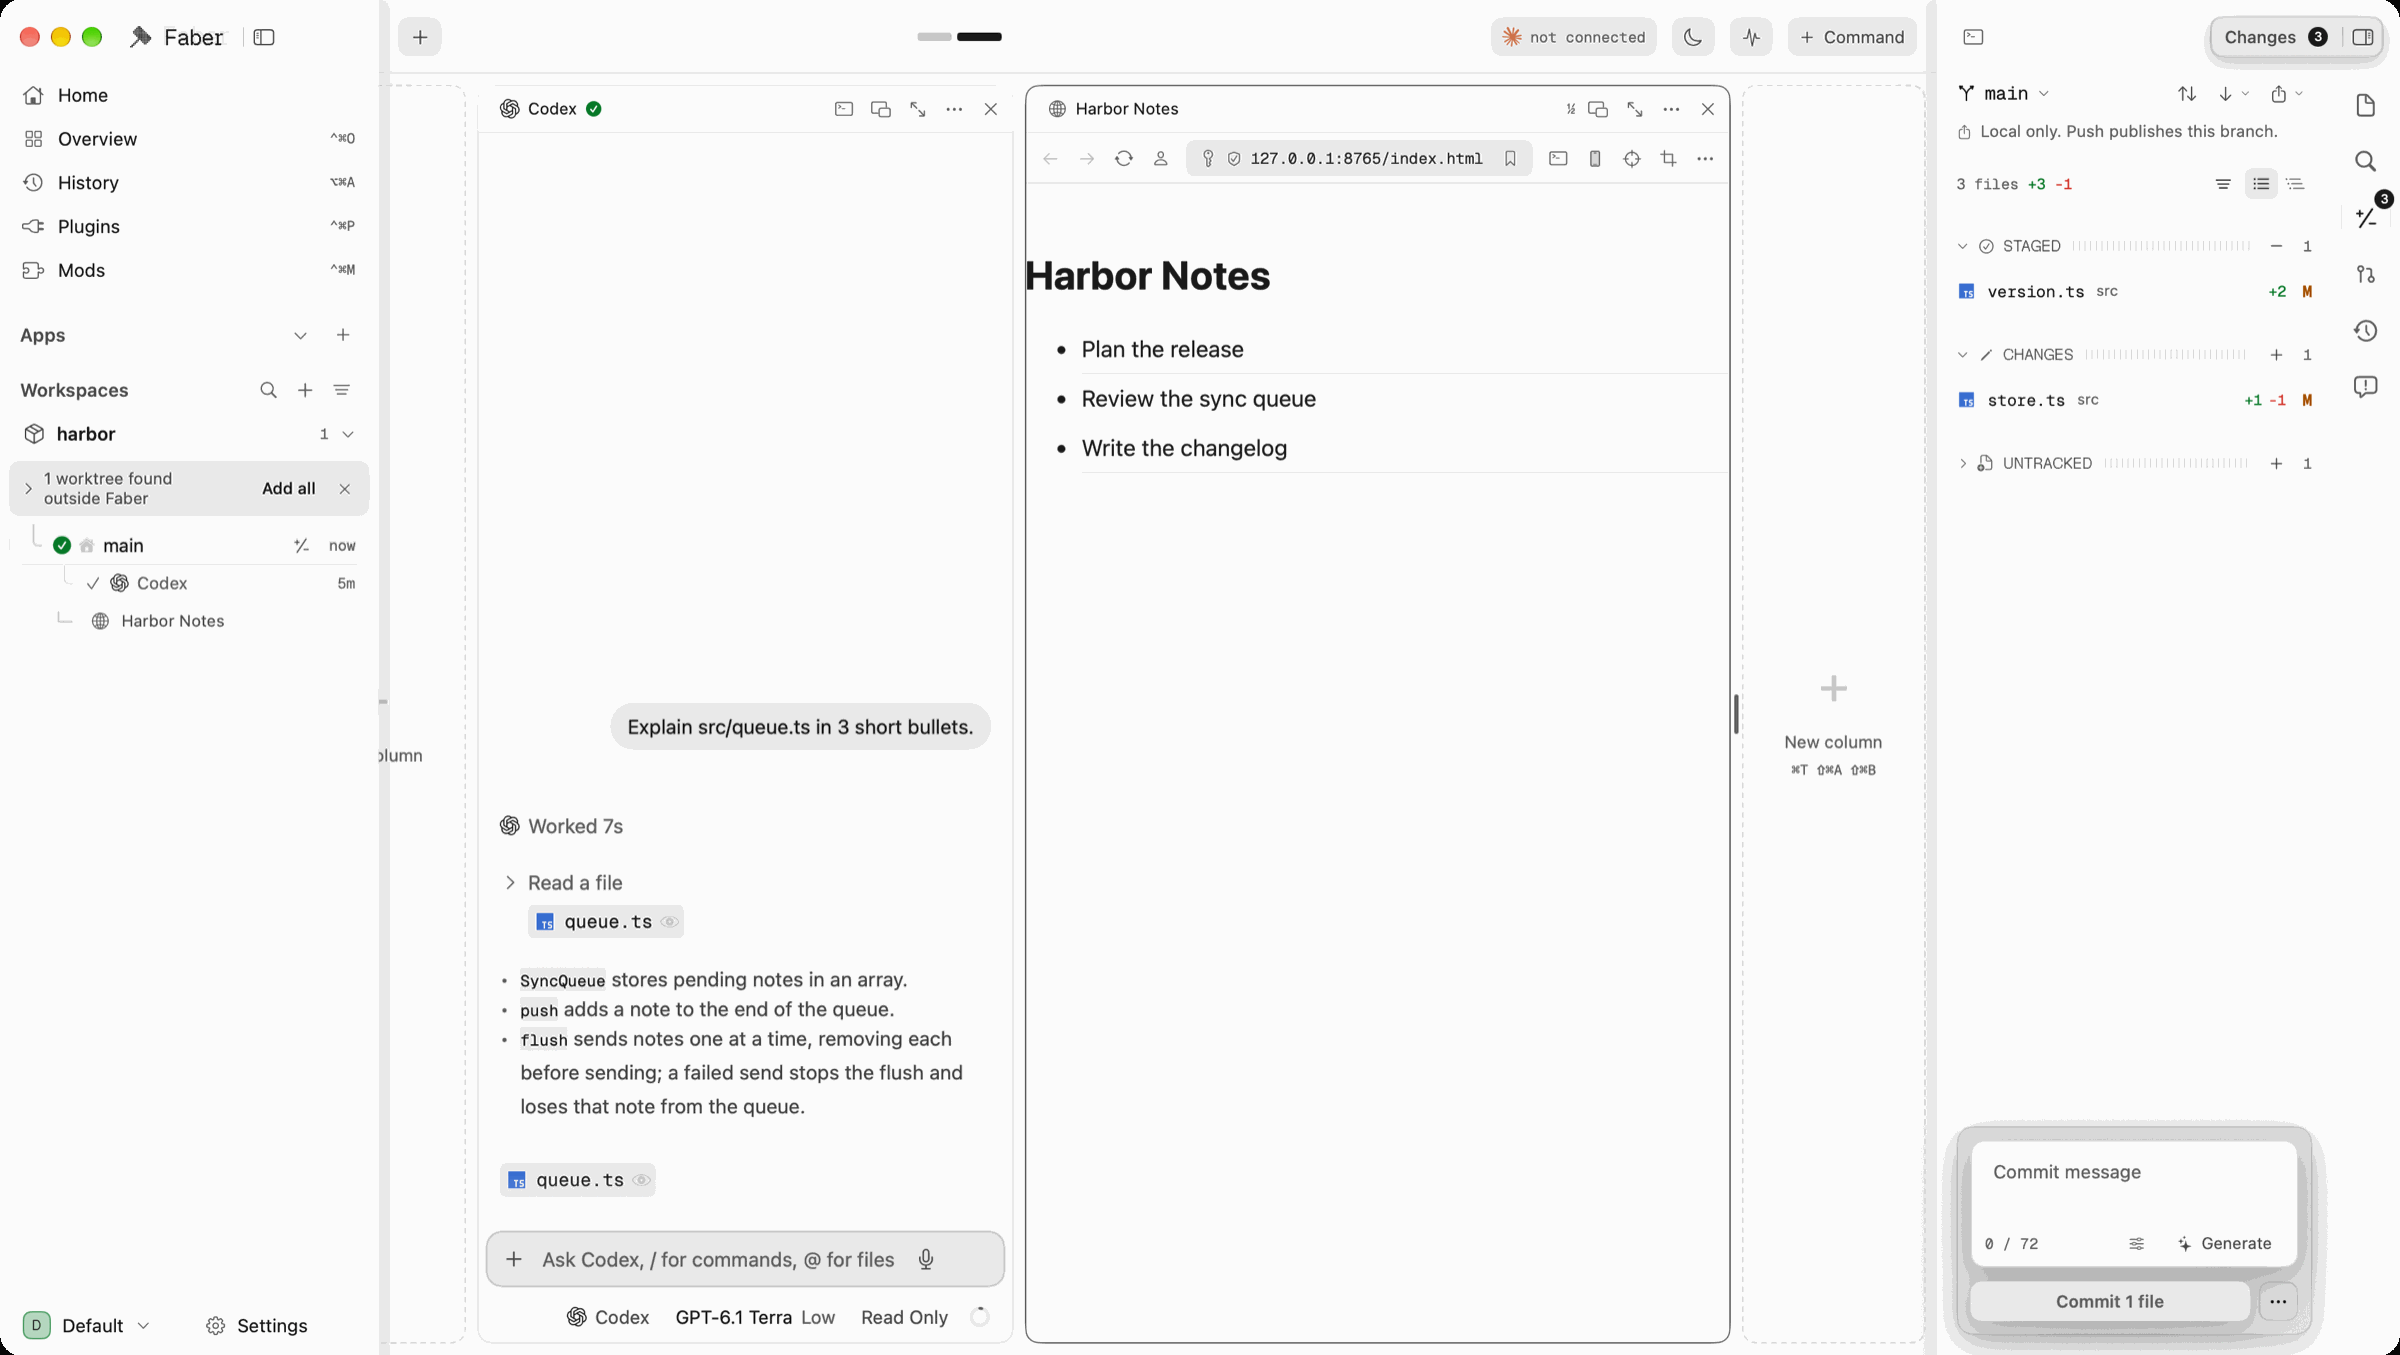 Faber
Home
Overview ^⌘O
History ⌥⌘A
Plugins ^⌘P
Mods ^⌘M
Apps
Workspaces
harbor 1
1 worktree found
outside Faber
Add all
main now
Codex 5m
Harbor Notes
D Default
Settings
olumn
Codex
Explain src/queue.ts in 3 short bullets.
Worked 7s
Read a file
TS queue.ts
• SyncQueue stores pending notes in an array.
• push adds a note to the end of the queue.
• flush sends notes one at a time, removing each
before sending; a failed send stops the flush and
loses that note from the queue.
TS queue.ts
Ask Codex, / for commands, @ for files
Codex GPT-6.1 Terra Low Read Only
not connected
Command
Harbor Notes
½
127.0.0.1:8765/index.html
Harbor Notes
• Plan the release
• Review the sync queue
• Write the changelog
New column
⌘T ⇧⌘A ⇧⌘B
Changes 3
main
Local only. Push publishes this branch.
3 files +3 -1
3
STAGED 1
TS version.ts src +2 M
CHANGES 1
TS store.ts src +1 -1 M
UNTRACKED 1
Commit message
0 / 72
Generate
Commit 1 file